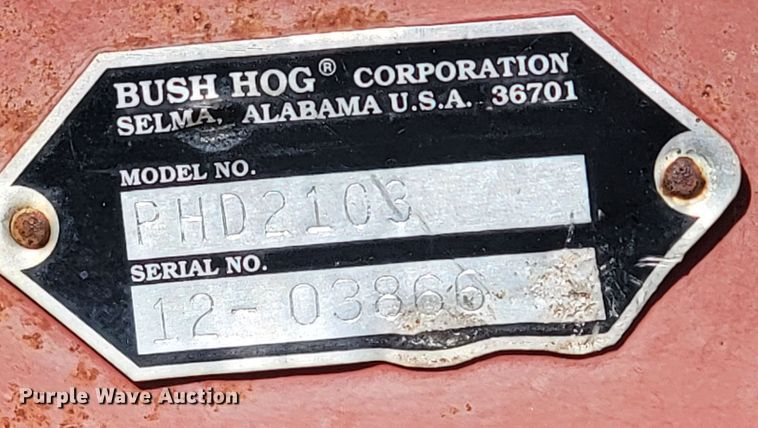 BUSH HOG® CORPORATION
SELMA, ALABAMA U.S.A. 36701
MODEL NO.
PHD2103
SERIAL NO.
12-03866
Purple Wave Auction